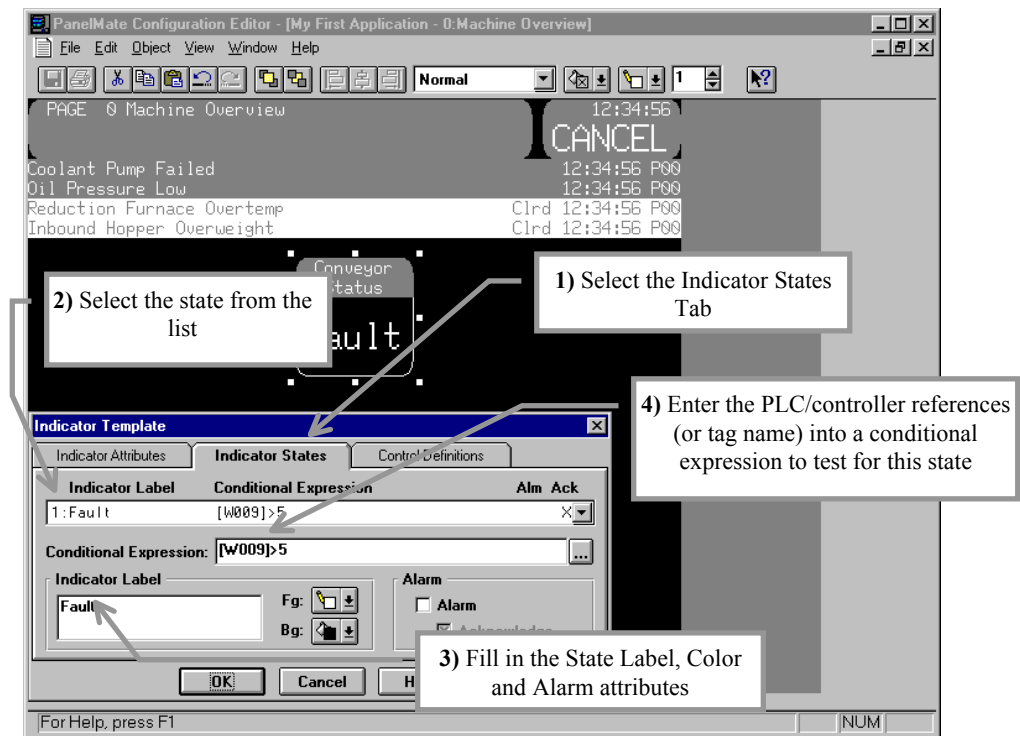 PanelMate Configuration Editor - [My First Application - 0:Machine Overview]
File Edit Object View Window Help
Normal 1
PAGE 0 Machine Overview 12:34:56
CANCEL
Coolant Pump Failed 12:34:56 P00
Oil Pressure Low 12:34:56 P00
Reduction Furnace Overtemp Clrd 12:34:56 P00
Inbound Hopper Overweight Clrd 12:34:56 P00
Conveyor
Status
Fault
1) Select the Indicator States
Tab
2) Select the state from the
list
4) Enter the PLC/controller references
(or tag name) into a conditional
expression to test for this state
Indicator Template
Indicator Attributes Indicator States Control Definitions
Indicator Label Conditional Expression Alm Ack
1:Fault [W009]>5 X
Conditional Expression: [W009]>5 ...
Indicator Label Alarm
Fault Fg: Alarm
Bg: Acknowledge
3) Fill in the State Label, Color
and Alarm attributes
OK Cancel H
For Help, press F1 NUM